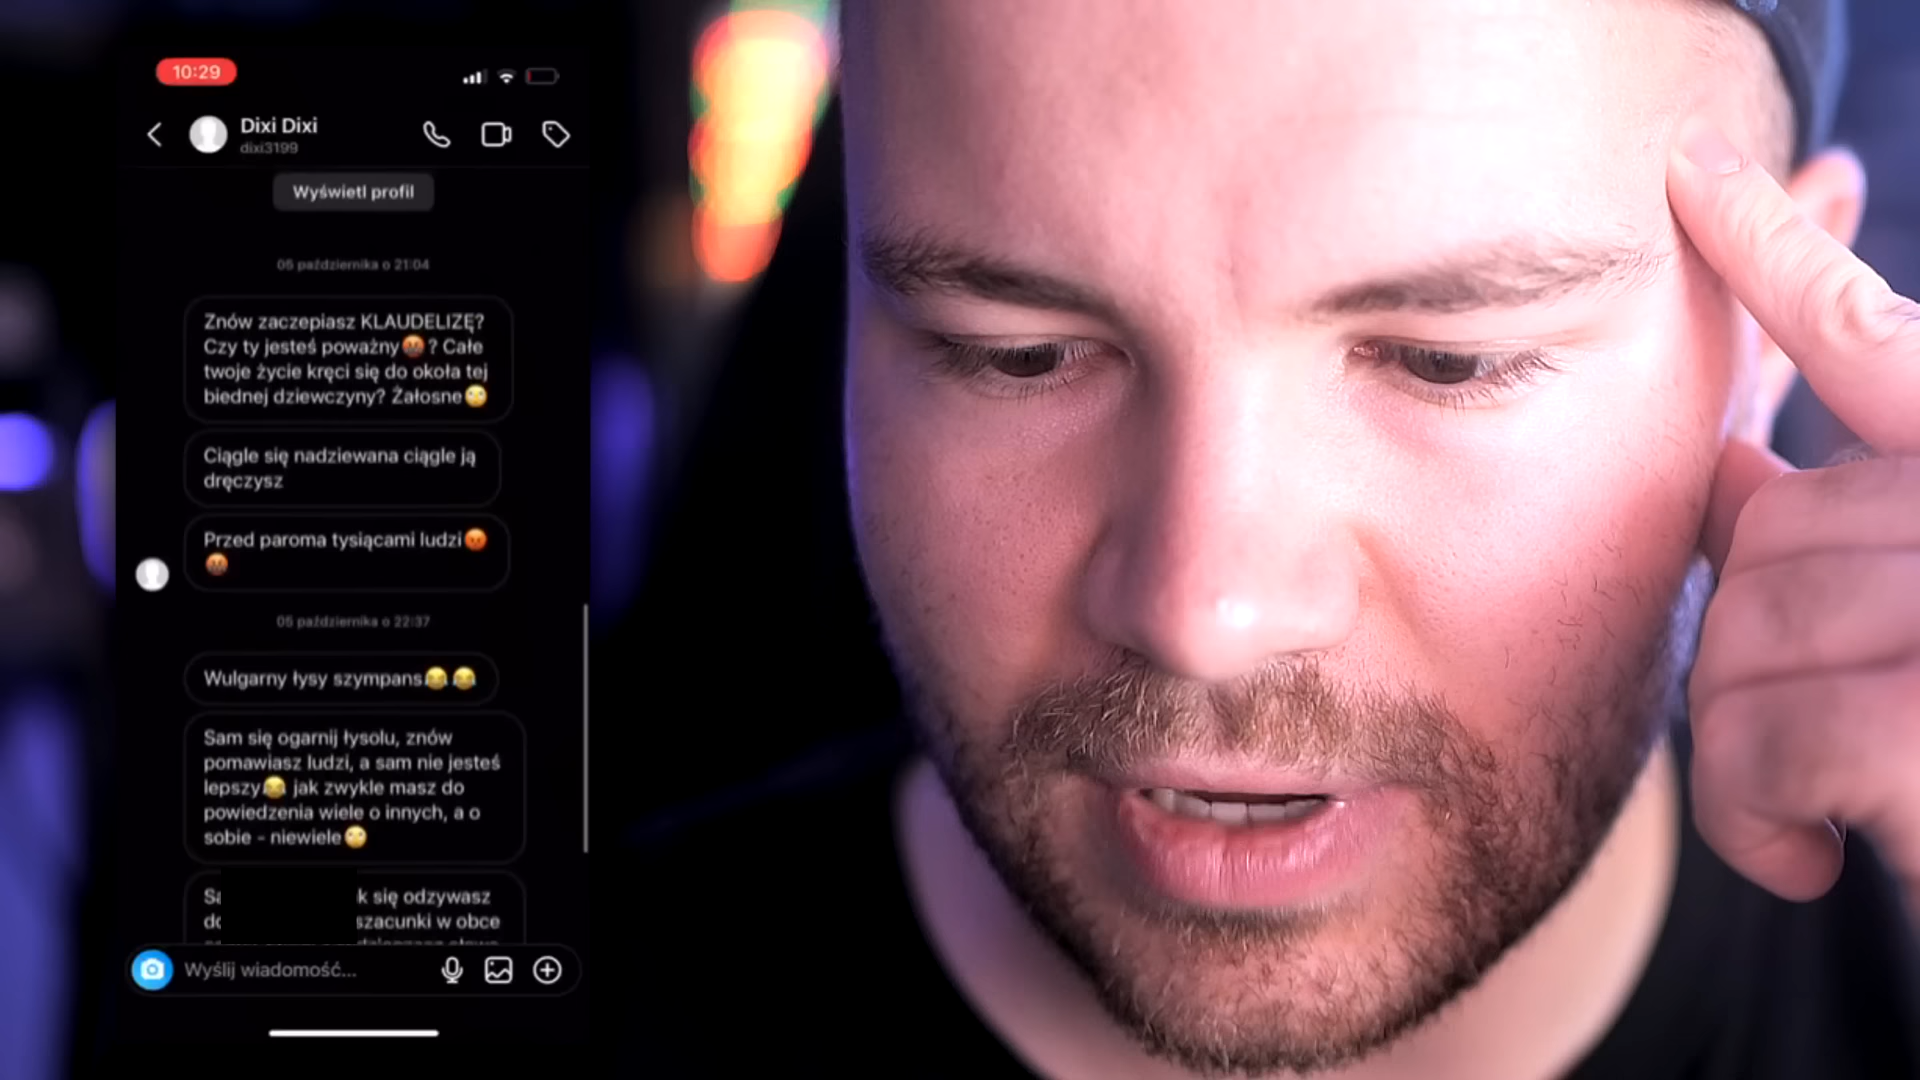 10:29
Dixi Dixi
dixi3199
Wyświetl profil
05 października o 21:04
Znów zaczepiasz KLAUDELIZĘ?
Czy ty jesteś poważny🤬? Całe
twoje życie kręci się do okoła tej
biednej dziewczyny? Żałosne🙄
Ciągle się nadziewana ciągle ją
dręczysz
Przed paroma tysiącami ludzi😡
🤬
05 października o 22:37
Wulgarny łysy szympans😂😂
Sam się ogarnij łysolu, znów
pomawiasz ludzi, a sam nie jesteś
lepszy😂 jak zwykle masz do
powiedzenia wiele o innych, a o
sobie - niewiele🙄
k się odzywasz
szacunki w obce
Wyślij wiadomość...